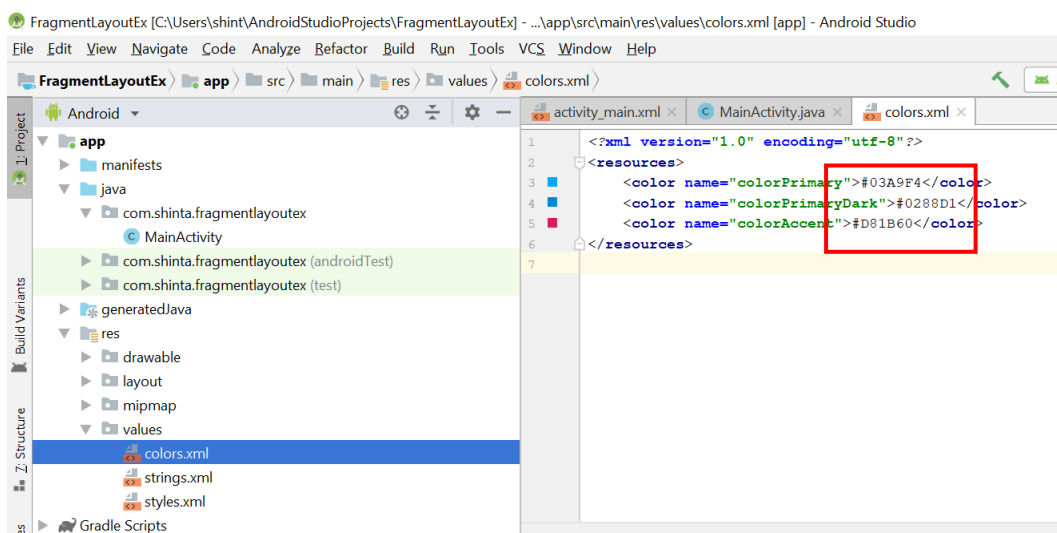 FragmentLayoutEx [C:\Users\shint\AndroidStudioProjects\FragmentLayoutEx] - ...\app\src\main\res\values\colors.xml [app] - Android Studio
File Edit View Navigate Code Analyze Refactor Build Run Tools VCS Window Help
FragmentLayoutEx app src main res values colors.xml
Android
activity_main.xml MainActivity.java colors.xml
1: Project
Build Variants
7: Structure
app
manifests
java
com.shinta.fragmentlayoutex
MainActivity
com.shinta.fragmentlayoutex (androidTest)
com.shinta.fragmentlayoutex (test)
generatedJava
res
drawable
layout
mipmap
values
colors.xml
strings.xml
styles.xml
Gradle Scripts
1 <?xml version="1.0" encoding="utf-8"?>
2 <resources>
3 <color name="colorPrimary">#03A9F4</color>
4 <color name="colorPrimaryDark">#0288D1</color>
5 <color name="colorAccent">#D81B60</color>
6 </resources>
7